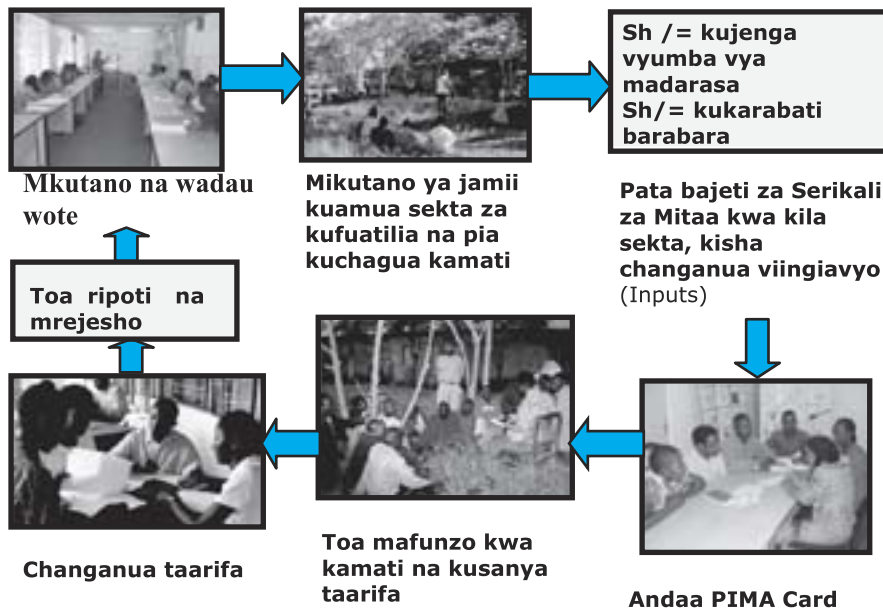 Mkutano na wadau
wote
Mikutano ya jamii
kuamua sekta za
kufuatilia na pia
kuchagua kamati
Sh /= kujenga
vyumba vya
madarasa
Sh/= kukarabati
barabara
Pata bajeti za Serikali
za Mitaa kwa kila
sekta, kisha
changanua viingiavyo
(Inputs)
Andaa PIMA Card
Toa mafunzo kwa
kamati na kusanya
taarifa
Changanua taarifa
Toa ripoti na
mrejesho